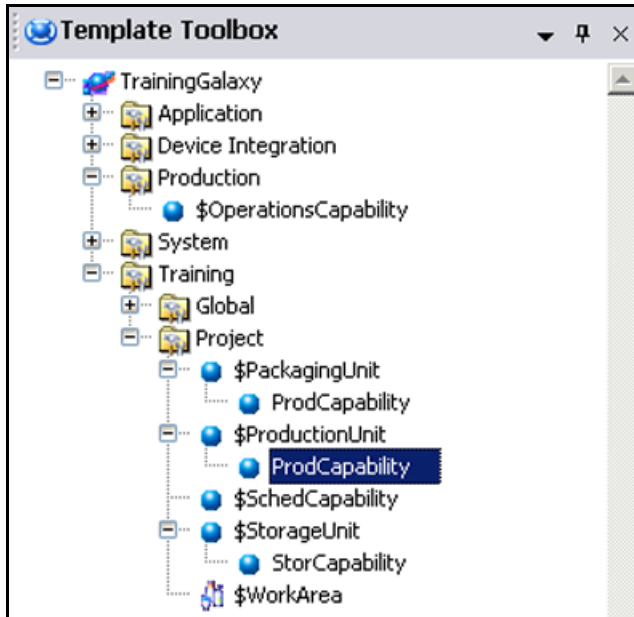 Template Toolbox
TrainingGalaxy
Application
Device Integration
Production
$OperationsCapability
System
Training
Global
Project
$PackagingUnit
ProdCapability
$ProductionUnit
ProdCapability
$SchedCapability
$StorageUnit
StorCapability
$WorkArea